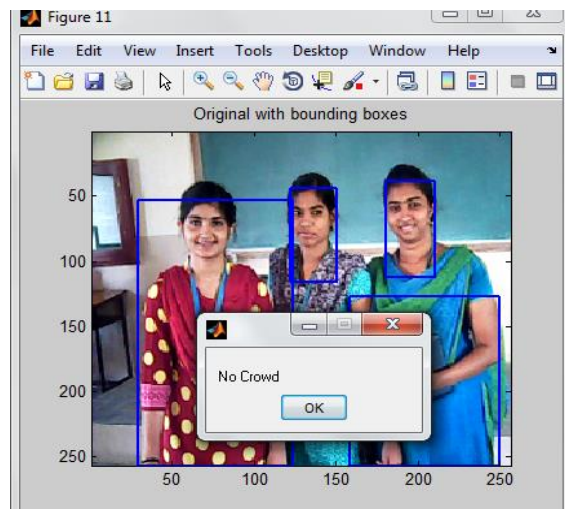 Figure 11
File Edit View Insert Tools Desktop Window Help
Original with bounding boxes
50
100
150
200
250
50 100 150 200 250
No Crowd
OK